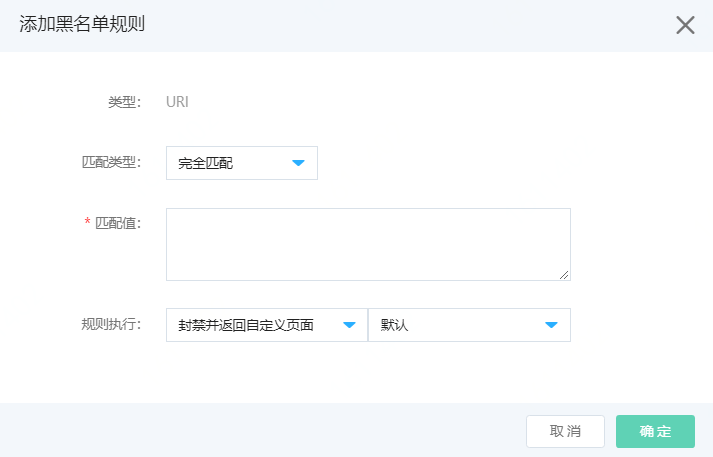 添加黑名单规则
类型： URI
匹配类型： 完全匹配
* 匹配值：
规则执行： 封禁并返回自定义页面 默认
取消 确定